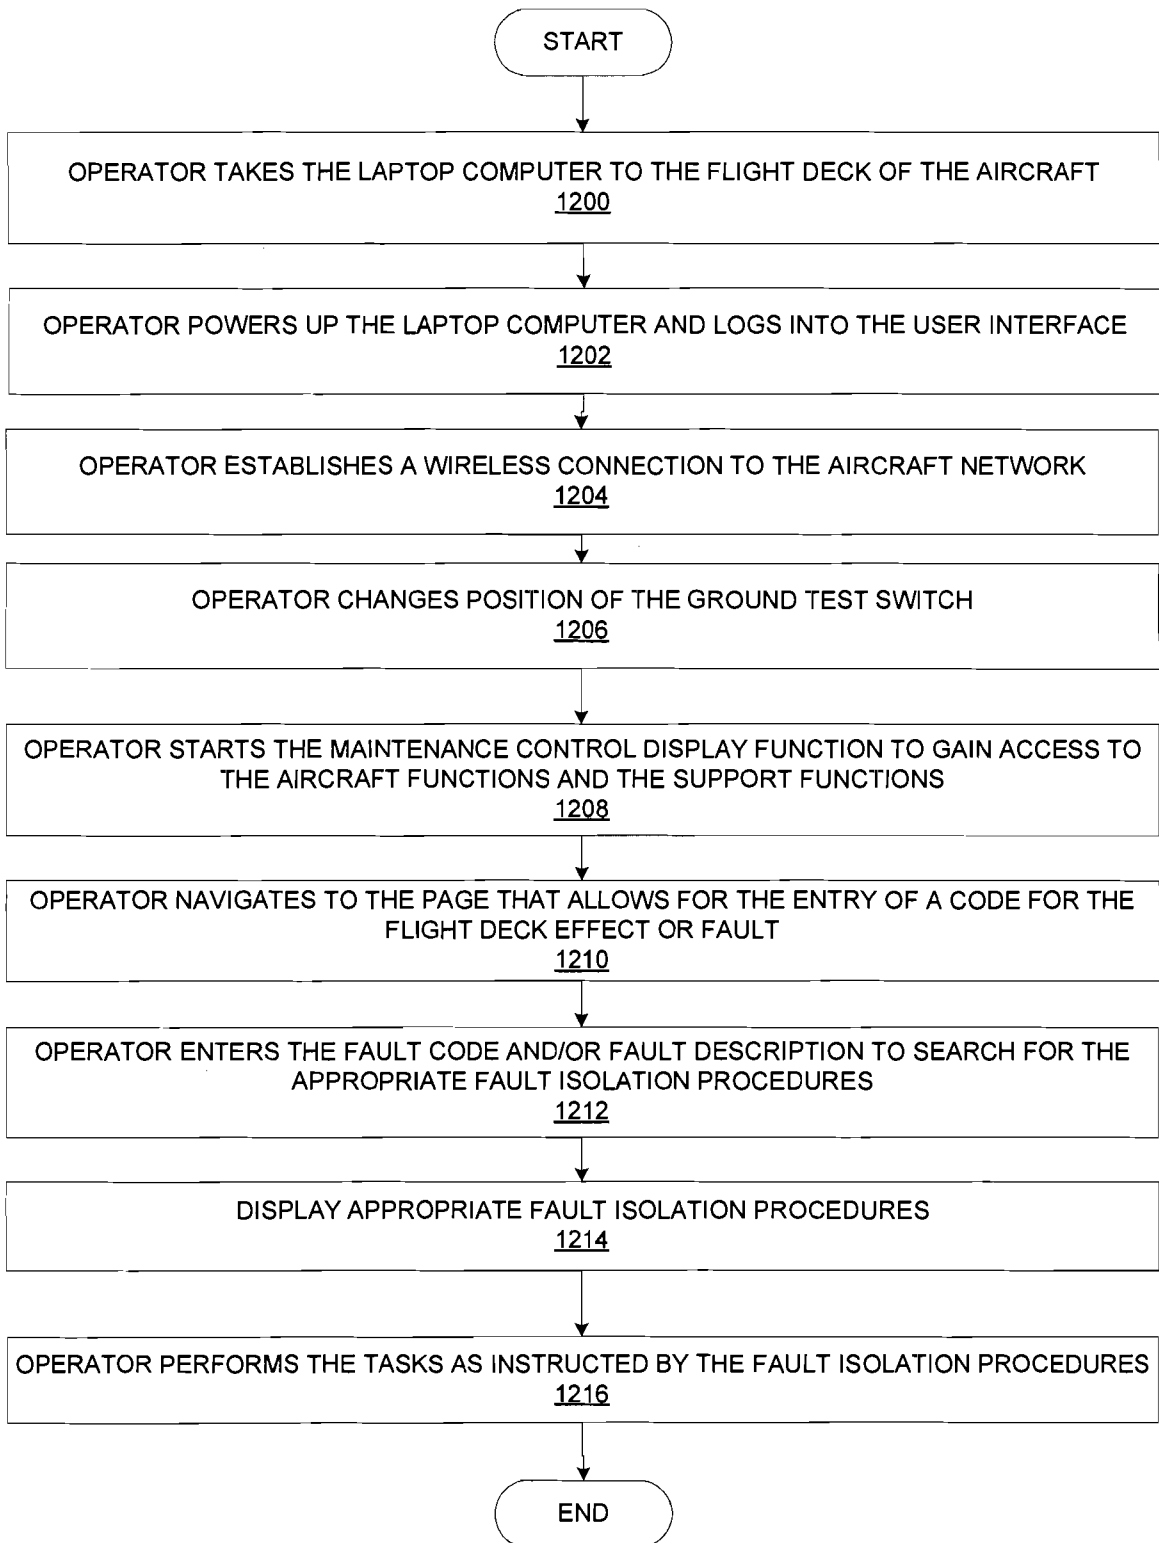 START
OPERATOR TAKES THE LAPTOP COMPUTER TO THE FLIGHT DECK OF THE AIRCRAFT
1200
OPERATOR POWERS UP THE LAPTOP COMPUTER AND LOGS INTO THE USER INTERFACE
1202
OPERATOR ESTABLISHES A WIRELESS CONNECTION TO THE AIRCRAFT NETWORK
1204
OPERATOR CHANGES POSITION OF THE GROUND TEST SWITCH
1206
OPERATOR STARTS THE MAINTENANCE CONTROL DISPLAY FUNCTION TO GAIN ACCESS TO
THE AIRCRAFT FUNCTIONS AND THE SUPPORT FUNCTIONS
1208
OPERATOR NAVIGATES TO THE PAGE THAT ALLOWS FOR THE ENTRY OF A CODE FOR THE
FLIGHT DECK EFFECT OR FAULT
1210
OPERATOR ENTERS THE FAULT CODE AND/OR FAULT DESCRIPTION TO SEARCH FOR THE
APPROPRIATE FAULT ISOLATION PROCEDURES
1212
DISPLAY APPROPRIATE FAULT ISOLATION PROCEDURES
1214
OPERATOR PERFORMS THE TASKS AS INSTRUCTED BY THE FAULT ISOLATION PROCEDURES
1216
END